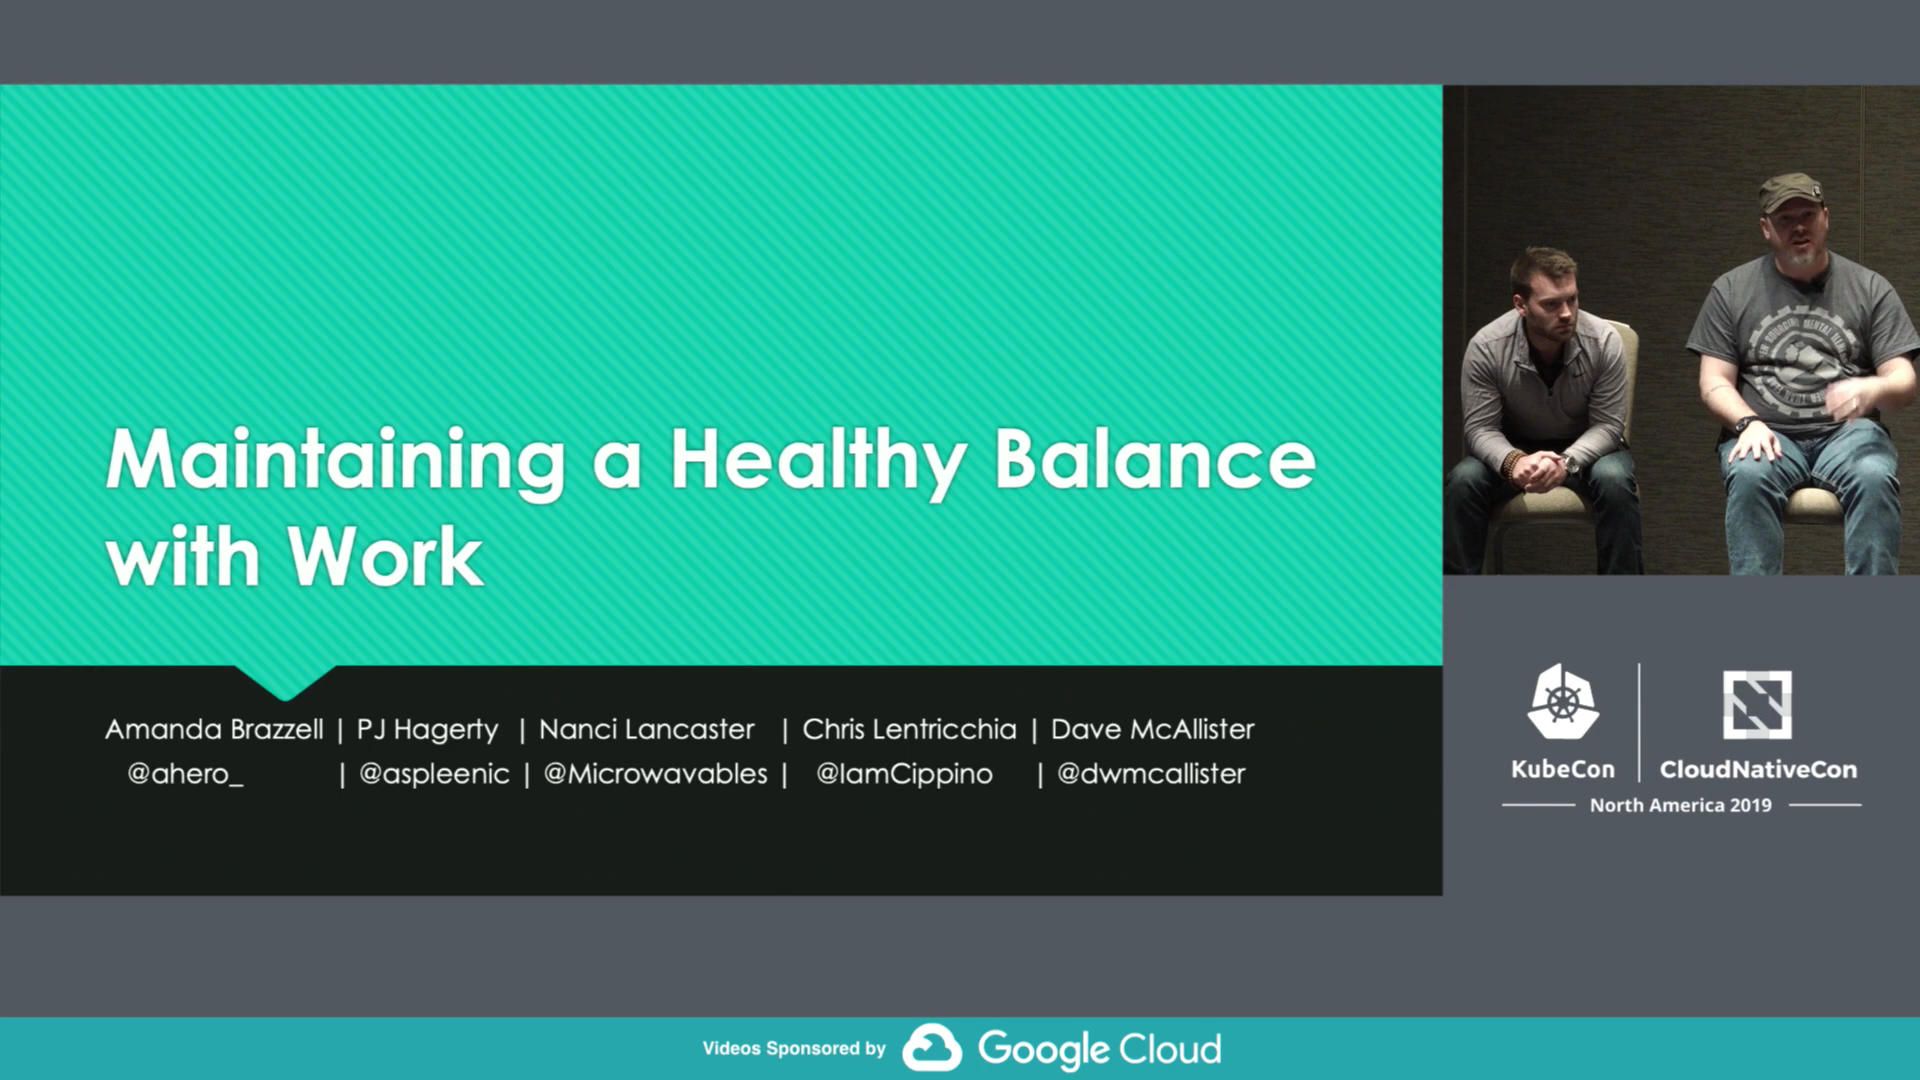 Maintaining a Healthy Balance
with Work
Amanda Brazzell | PJ Hagerty | Nanci Lancaster | Chris Lentricchia | Dave McAllister
@ahero_ | @aspleenic | @Microwavables | @IamCippino | @dwmcallister
MENTAL
KubeCon
CloudNativeCon
North America 2019
Videos Sponsored by Google Cloud